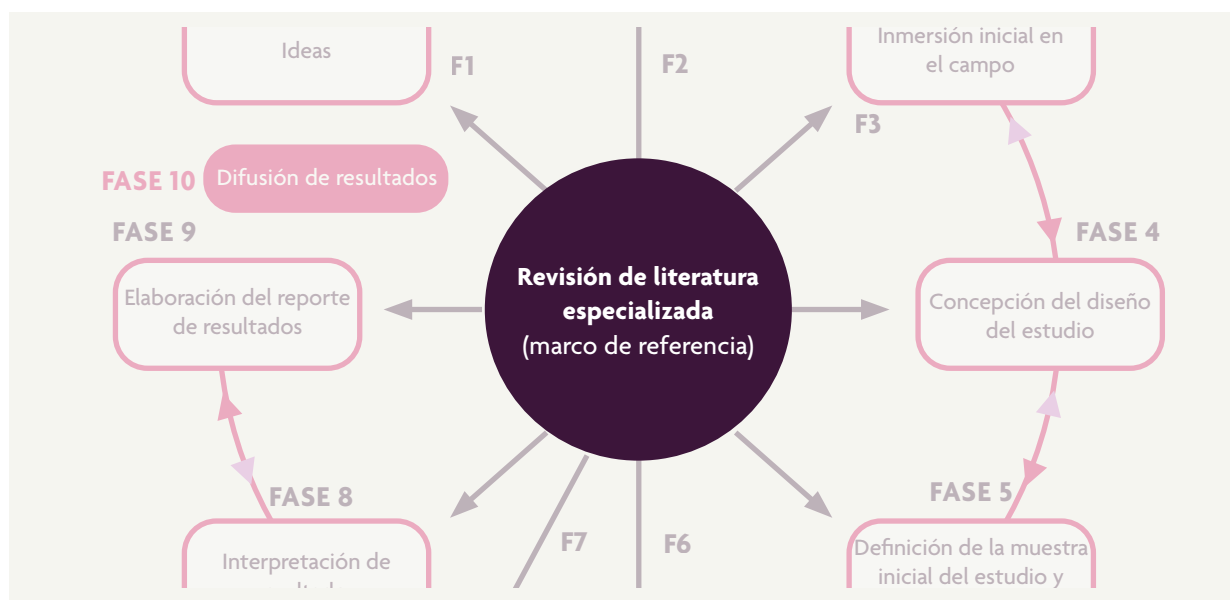 Ideas
F1
F2
Inmersión inicial en
el campo
F3
FASE 10
Difusión de resultados
FASE 9
FASE 4
Elaboración del reporte
de resultados
Revisión de literatura
especializada
(marco de referencia)
Concepción del diseño
del estudio
FASE 8
FASE 5
F7
F6
Interpretación de
Definición de la muestra
inicial del estudio y